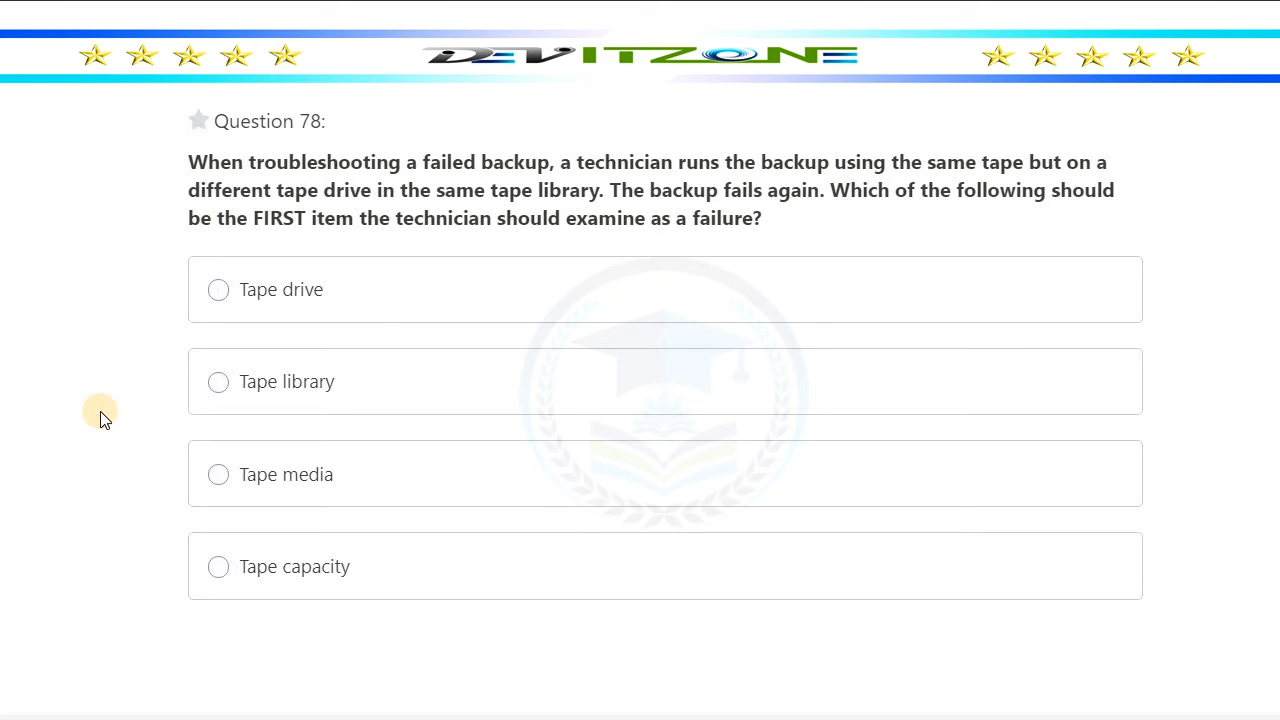 DEVITZONE
Question 78:
When troubleshooting a failed backup, a technician runs the backup using the same tape but on a
different tape drive in the same tape library. The backup fails again. Which of the following should
be the FIRST item the technician should examine as a failure?
Tape drive
Tape library
Tape media
Tape capacity